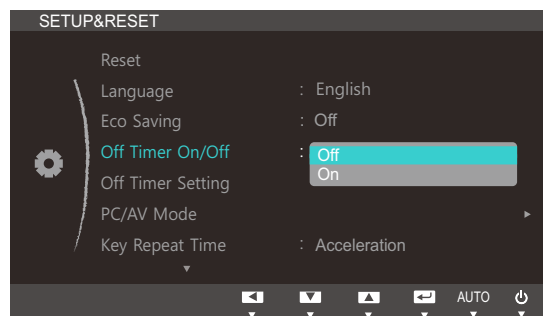 SETUP&RESET
Reset
Language : English
Eco Saving : Off
Off Timer On/Off : Off
On
Off Timer Setting
PC/AV Mode
Key Repeat Time : Acceleration
AUTO